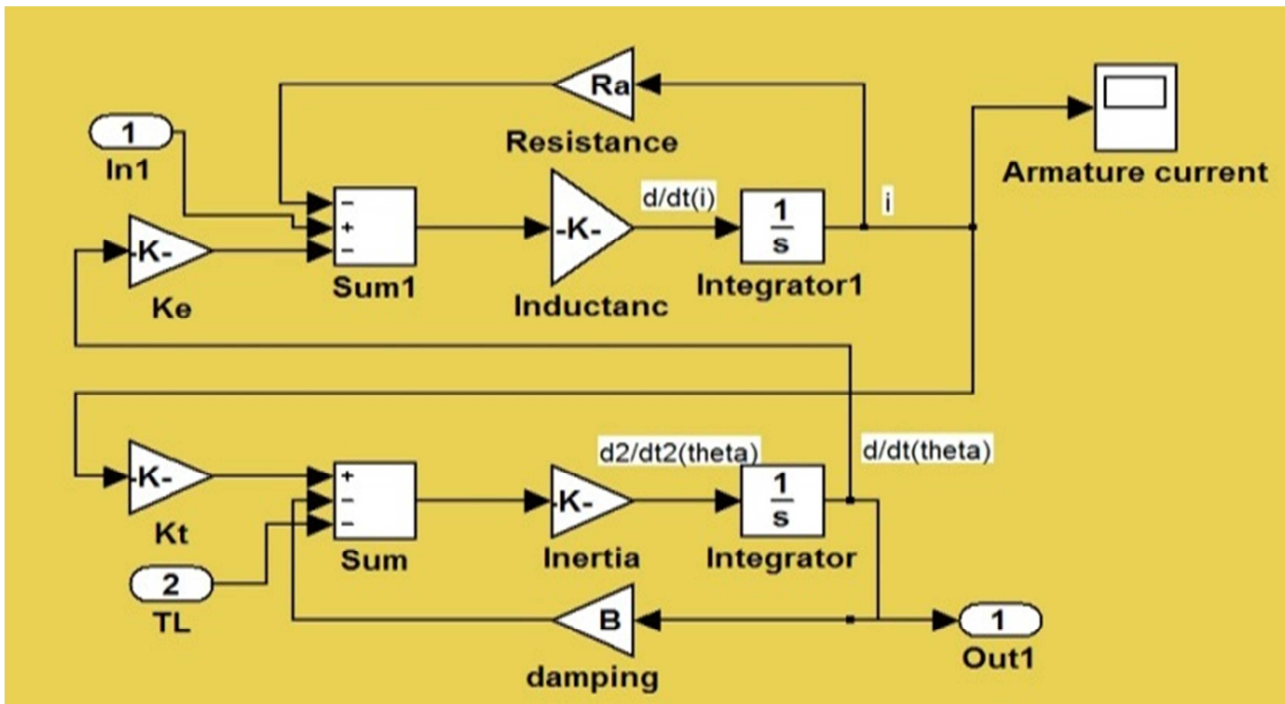 Ra
Resistance
1
In1
Armature current
-
+
-
Sum1
-K-
Inductanc
d/dt(i)
1
s
Integrator1
i
-K-
Ke
-K-
Kt
+
-
-
Sum
d2/dt2(theta)
-K-
Inertia
1
s
Integrator
d/dt(theta)
2
TL
B
damping
1
Out1